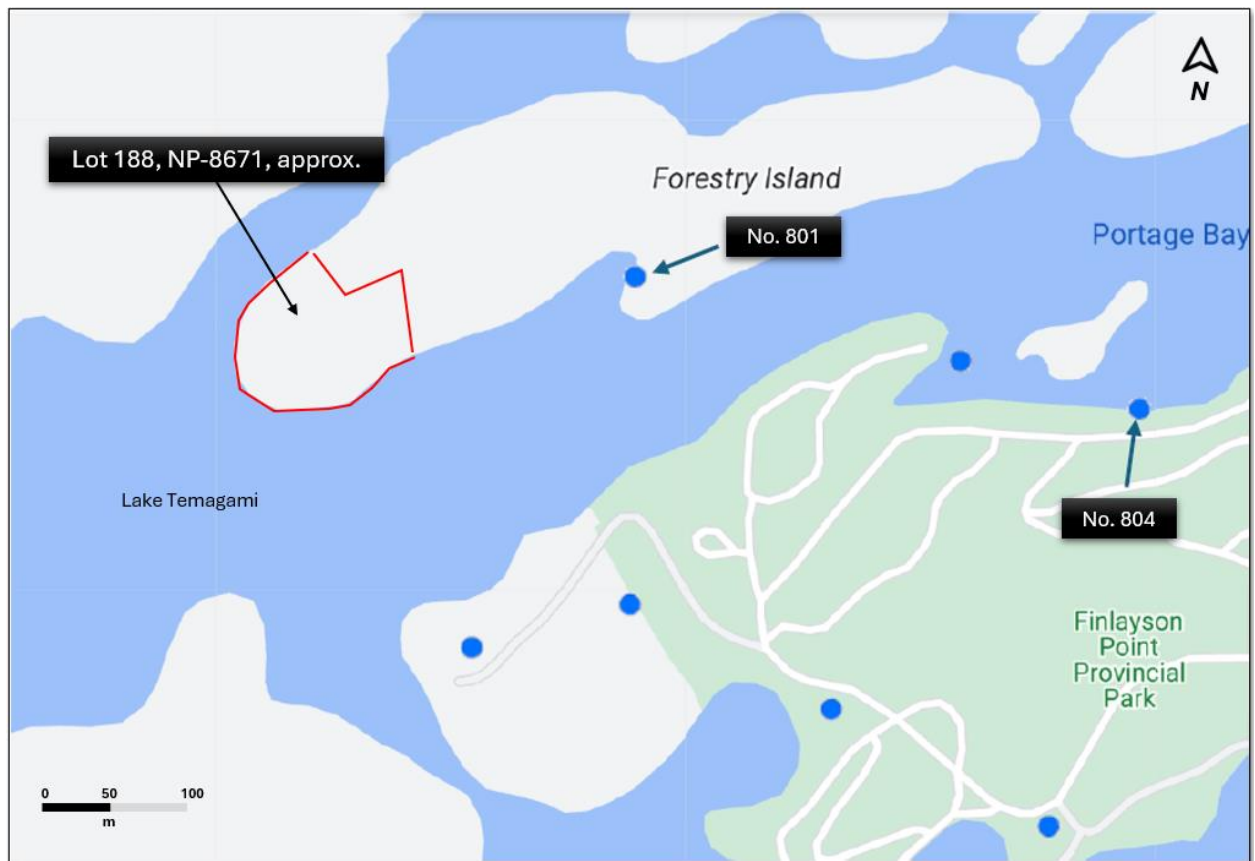 N
Lot 188, NP-8671, approx.
Forestry Island
No. 801
Portage Bay
Lake Temagami
No. 804
Finlayson
Point
Provincial
Park
0 50 100
m